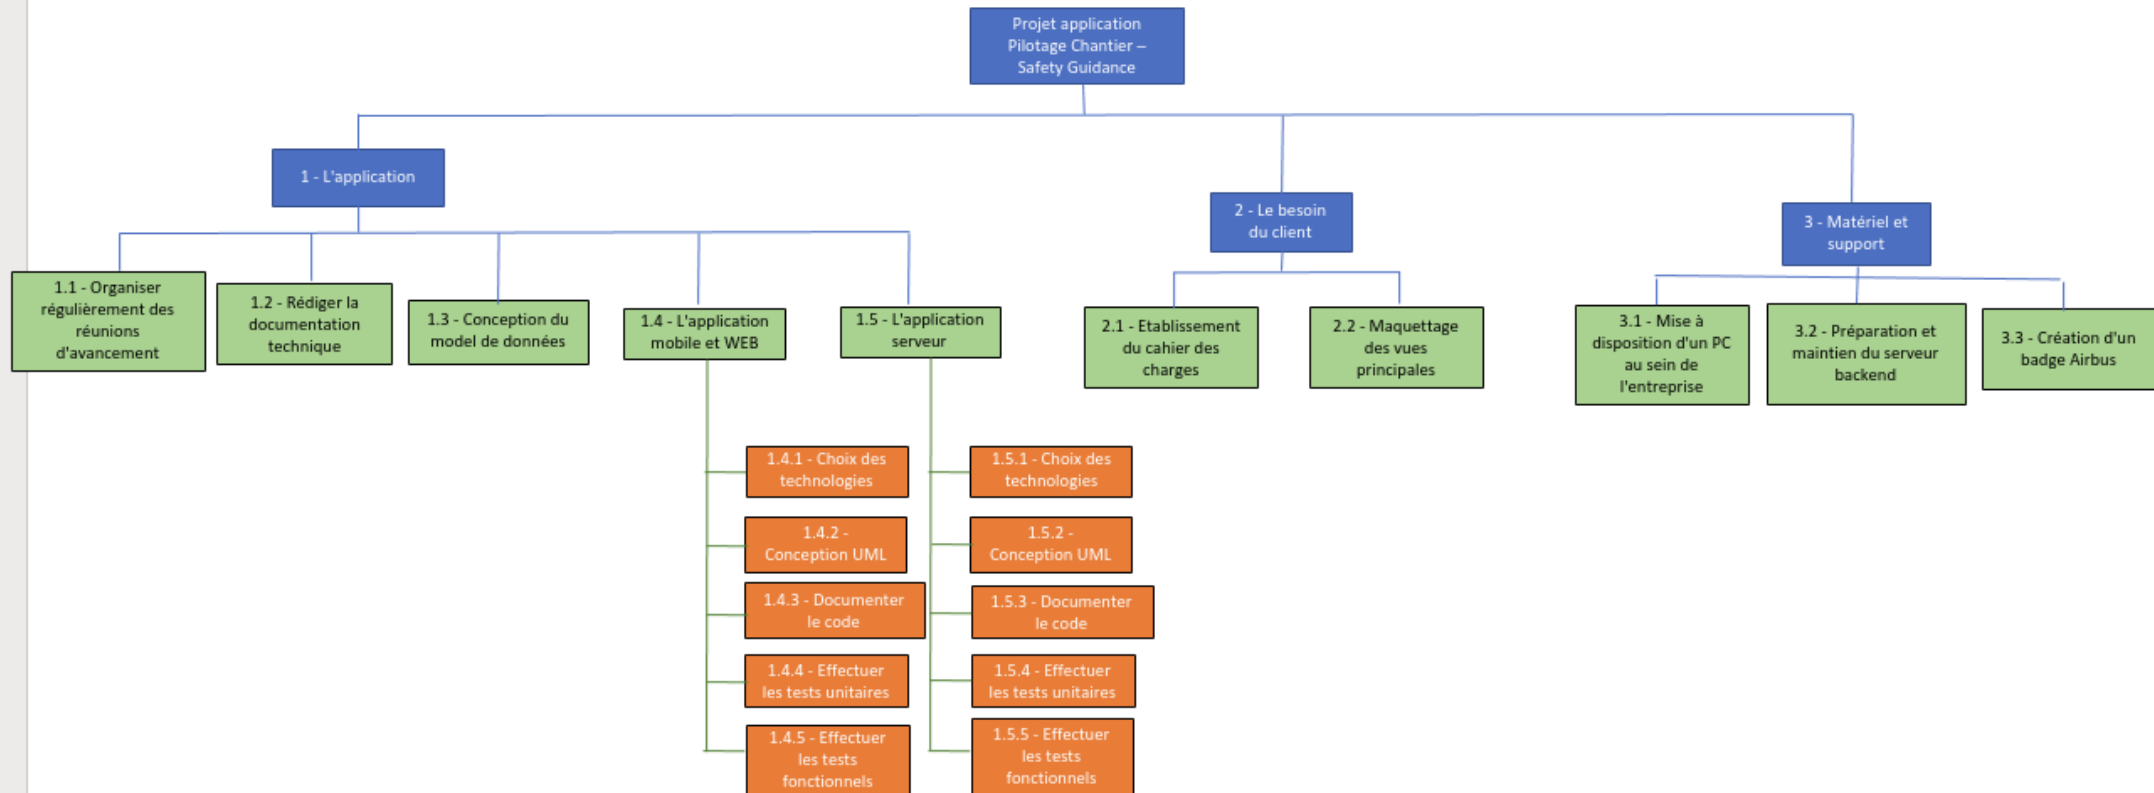 Projet application
Pilotage Chantier –
Safety Guidance
1 - L'application
2 - Le besoin
du client
3 - Matériel et
support
1.1 - Organiser
régulièrement des
réunions
d'avancement
1.2 - Rédiger la
documentation
technique
1.3 - Conception du
model de données
1.4 - L'application
mobile et WEB
1.5 - L'application
serveur
2.1 - Etablissement
du cahier des
charges
2.2 - Maquettage
des vues
principales
3.1 - Mise à
disposition d'un PC
au sein de
l'entreprise
3.2 - Préparation et
maintien du serveur
backend
3.3 - Création d'un
badge Airbus
1.4.1 - Choix des
technologies
1.4.2 -
Conception UML
1.4.3 - Documenter
le code
1.4.4 - Effectuer
les tests unitaires
1.4.5 - Effectuer
les tests
fonctionnels
1.5.1 - Choix des
technologies
1.5.2 -
Conception UML
1.5.3 - Documenter
le code
1.5.4 - Effectuer
les tests unitaires
1.5.5 - Effectuer
les tests
fonctionnels